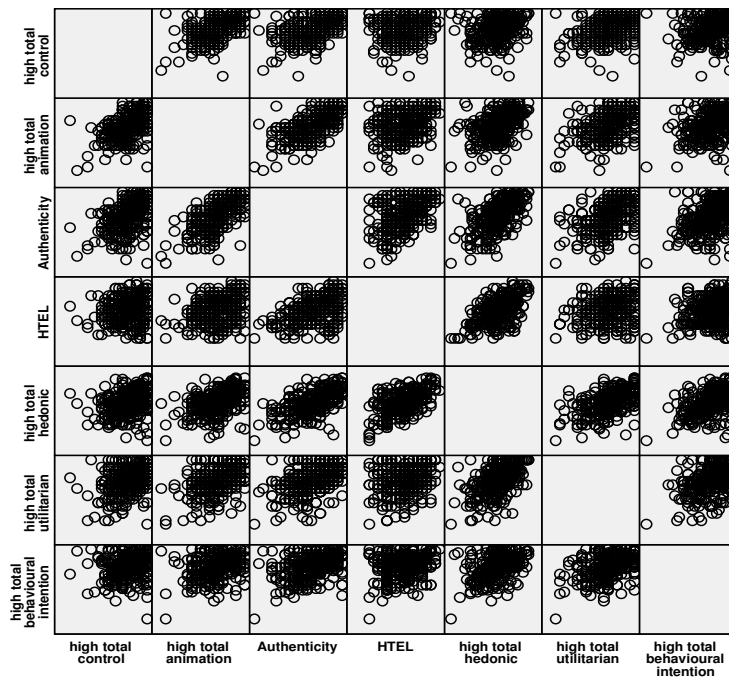 high total
control
high total
animation
Authenticity
HTEL
high total
hedonic
high total
utilitarian
high total
behavioural
intention
high total
control
high total
animation
Authenticity
HTEL
high total
hedonic
high total
utilitarian
high total
behavioural
intention